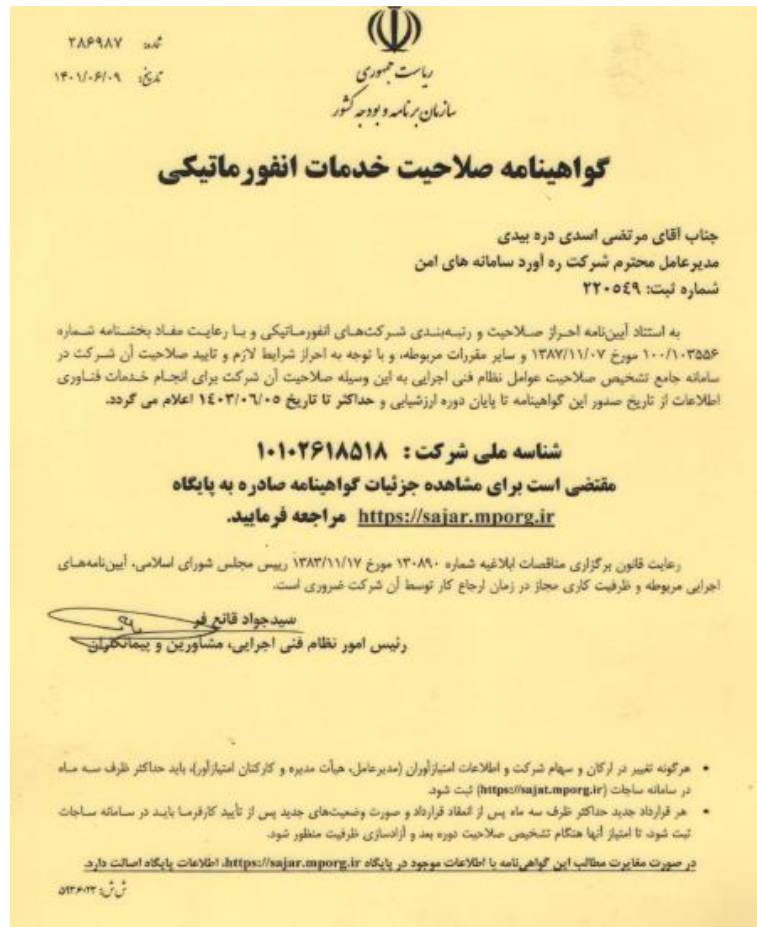 شماره: ۲۸۶۹۸۷
تاریخ: ۱۴۰۱/۰۶/۰۹
ریاست جمهوری
سازمان برنامه و بودجه کشور
گواهینامه صلاحیت خدمات انفورماتیکی
جناب آقای مرتضی اسدی دره بیدی
مدیرعامل محترم شرکت ره آورد سامانه های امن
شماره ثبت: ۲۲۰۵٤۹
به استناد آیین‌نامه احراز صلاحیت و رتبه‌بندی شرکت‌های انفورماتیکی و با رعایت مفاد بخشنامه شماره
۱۰۰/۱۰۳۵۵۶ مورخ ۱۳۸۷/۱۱/۰۷ و سایر مقررات مربوطه، و با توجه به احراز شرایط لازم و تایید صلاحیت آن شرکت در
سامانه جامع تشخیص صلاحیت عوامل نظام فنی اجرایی به این وسیله صلاحیت آن شرکت برای انجام خدمات فناوری
اطلاعات از تاریخ صدور این گواهینامه تا پایان دوره ارزشیابی و حداکثر تا تاریخ ۱٤۰۳/۰٦/۰۵ اعلام می گردد.
شناسه ملی شرکت : ۱۰۱۰۲۶۱۸۵۱۸
مقتضی است برای مشاهده جزئیات گواهینامه صادره به پایگاه
https://sajar.mporg.ir مراجعه فرمایید.
رعایت قانون برگزاری مناقصات ابلاغیه شماره ۱۳۰۸۹۰ مورخ ۱۳۸۳/۱۱/۱۷ رییس مجلس شورای اسلامی، آیین‌نامه‌های
اجرایی مربوطه و ظرفیت کاری مجاز در زمان ارجاع کار توسط آن شرکت ضروری است.
سیدجواد قانع فر
رئیس امور نظام فنی اجرایی، مشاورین و پیمانکاران
• هرگونه تغییر در ارکان و سهام شرکت و اطلاعات امتیازآوران (مدیرعامل، هیأت مدیره و کارکنان امتیازآور)، باید حداکثر ظرف سه ماه
در سامانه ساجات (https://sajat.mporg.ir) ثبت شود.
• هر قرارداد جدید حداکثر ظرف سه ماه پس از انعقاد قرارداد و صورت وضعیت‌های جدید پس از تأیید کارفرما باید در سامانه ساجات
ثبت شود، تا امتیاز آنها هنگام تشخیص صلاحیت دوره بعد و آزادسازی ظرفیت منظور شود.
در صورت مغایرت مطالب این گواهی‌نامه با اطلاعات موجود در پایگاه https://sajar.mporg.ir، اطلاعات پایگاه اصالت دارد.
ش ش: ۵۹۳۶۰۲۳